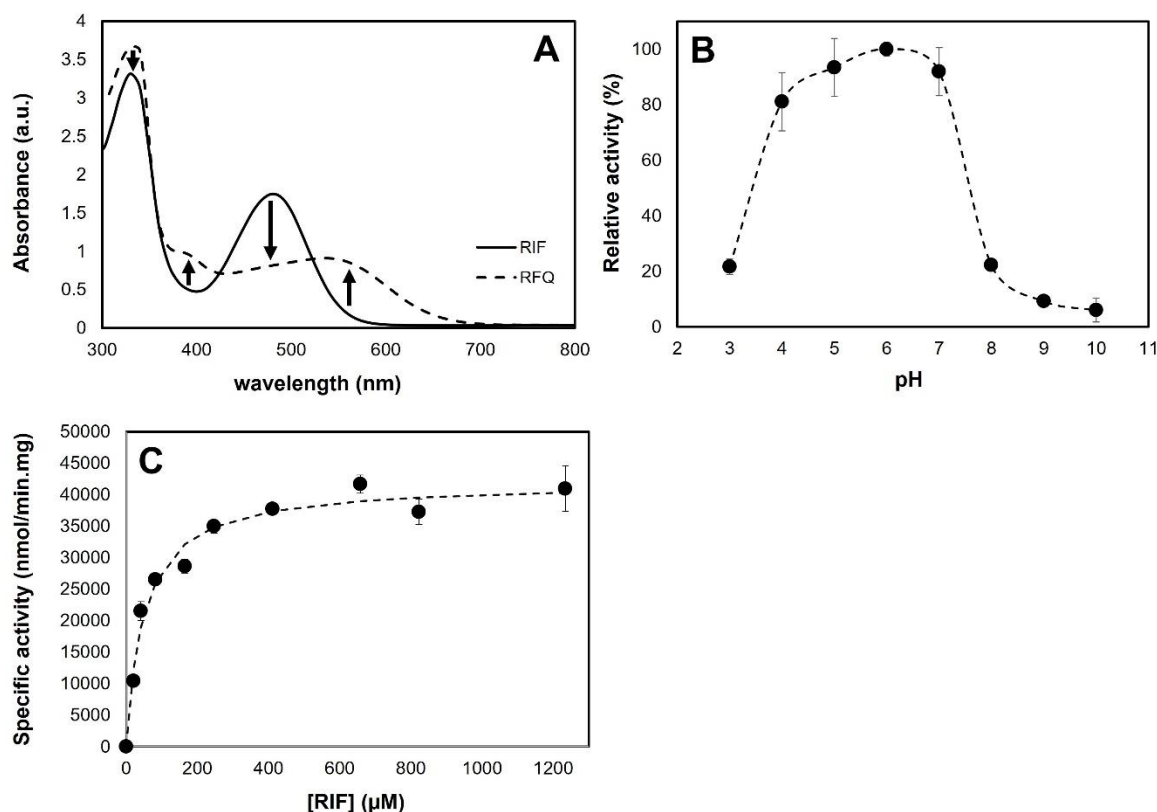 A
Absorbance (a.u.)
4
3.5
3
2.5
2
1.5
1
0.5
0
300 400 500 600 700 800
wavelength (nm)
RIF
RFQ
B
Relative activity (%)
100
80
60
40
20
0
2 3 4 5 6 7 8 9 10 11
pH
C
Specific activity (nmol/min.mg)
50000
45000
40000
35000
30000
25000
20000
15000
10000
5000
0
0 200 400 600 800 1000 1200
[RIF] (µM)